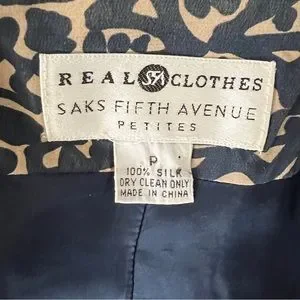 REAL SFA CLOTHES
SAKS FIFTH AVENUE
PETITES
P
100% SILK
DRY CLEAN ONLY
MADE IN CHINA